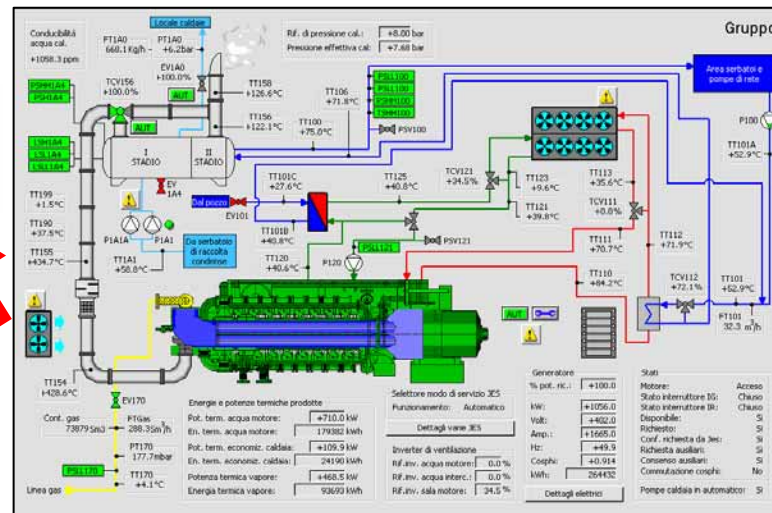 Gruppo
Conducibilità
acqua cal.
+1058.3 ppm
Locale caldaie
PT1A0
660.1Kg/h
PT1A0
+6.2bar
EV1A0
+100.0%
Rif. di pressione cal.:
+8.00 bar
Pressione effettiva cal:
+7.68 bar
PSHH1A4
PSH1A4
TCV156
+100.0%
AUT
AUT
TT158
+126.6°C
TT156
+122.1°C
TT106
+71.8°C
TT100
+75.0°C
PSLL100
PSL100
PSHH100
TSHH100
PSV100
Area serbatoi e
pompe di rete
P100
TT101A
+52.9°C
LSH1A4
LSL1A4
LSLL1A4
I
STADIO
II
STADIO
EV
1A4
TT199
+1.5°C
TT190
+37.5°C
TT155
+434.7°C
P1A1A
P1A1
TT1A1
+58.8°C
Da serbatoio
di raccolta
condense
Dal pozzo
EV101
TT101C
+27.6°C
TT101B
+40.8°C
TT125
+40.8°C
TCV121
+34.5%
TT123
+9.6°C
TT121
+39.8°C
TT113
+35.6°C
TCV111
+0.0%
TT111
+70.7°C
TT112
+71.9°C
TT110
+84.2°C
TCV112
+72.1%
TT101
+52.9°C
FT101
32.3 m³/h
TT120
+40.6°C
P120
PSLL121
PSV121
AUT
TT154
+428.6°C
EV170
Cont. gas
73879 Sm3
FTGas
288.3Sm³/h
PT170
177.7mbar
PSL1170
TT170
+4.1°C
Linea gas
Energie e potenze termiche prodotte
Pot. term. acqua motore:
+710.0 kW
En. term. acqua motore:
179382 kWh
Pot. term. economiz. caldaia:
+109.9 kW
En. term. economiz. caldaia:
24190 kWh
Potenza termica vapore:
+468.5 kW
Energia termica vapore:
93693 kWh
Selettore modo di servizio JES
Funzionamento: Automatico
Dettagli varie JES
Inverter di ventilazione
Rif.inv. acqua motore:
0.0 %
Rif.inv. acqua interc.:
0.0 %
Rif.inv. sala motore:
34.5 %
Generatore
% pot. ric.:
+100.0
kW:
+1056.0
Volt:
+402.0
Amp.:
+1665.0
Hz:
+49.9
Cosphi:
+0.914
kWh:
264432
Dettagli elettrici
Stati
Motore: Acceso
Stato interruttore IG: Chiuso
Stato interruttore IR: Chiuso
Disponibile: Si
Richiesto: Si
Conf. richiesta da Jes: Si
Richiesta ausiliari: Si
Consenso ausiliari: Si
Commutazione cosphi: No
Pompe caldaia in automatico: Si